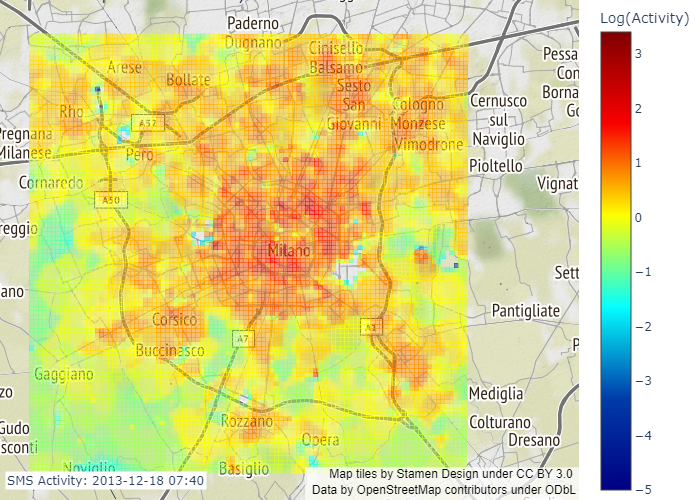 Paderno
Dugnano
Cinisello
Balsamo
Arese
Bollate
Sesto
San
Giovanni
Rho
A52
Cologno
Monzese
Vimodrone
Cernusco
sul
Naviglio
Pessa
Con
Borna
Go
Pregnana
Milanese
Pero
Cornaredo
A50
Pioltello
Vignat
reggio
Milano
ano
Sett
Pantigliate
Corsico
A7
A1
Buccinasco
P
Gaggiano
zo
Mediglia
Rozzano
Colturano
Gudo
sconti
Opera
Dresano
Noviglio
Basiglio
SMS Activity: 2013-12-18 07:40
Map tiles by Stamen Design under CC BY 3.0
Data by OpenStreetMap contributors under ODbL
Log(Activity)
3
2
1
0
−1
−2
−3
−4
−5